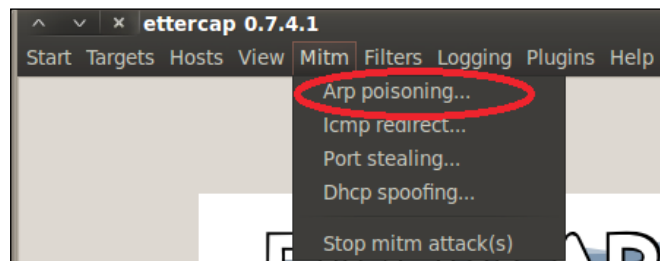 ettercap 0.7.4.1
Start Targets Hosts View Mitm Filters Logging Plugins Help
Arp poisoning...
Icmp redirect...
Port stealing...
Dhcp spoofing...
Stop mitm attack(s)